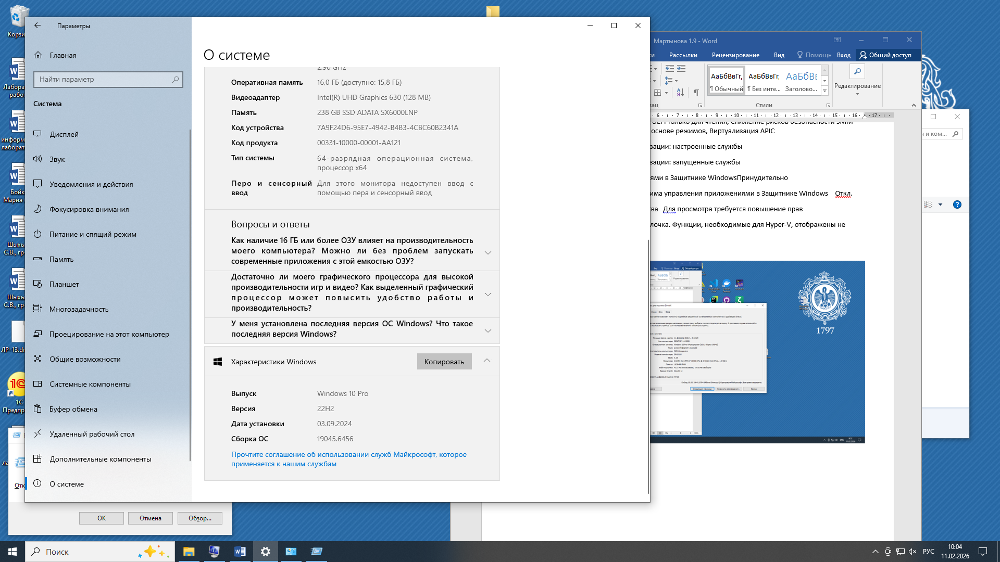 Корзи
Лаборат
работ
информ
лаборат
Бойк
Мария
Шыхь
С.В., гр
Шыхь
С.В., гр
ЛР-13.dr
1С
Предпр
Параметры
Главная
Найти параметр
Система
Дисплей
Звук
Уведомления и действия
Фокусировка внимания
Питание и спящий режим
Память
Планшет
Многозадачность
Проецирование на этот компьютер
Общие возможности
Системные компоненты
Буфер обмена
Удаленный рабочий стол
Дополнительные компоненты
О системе
О системе
2.90 GHz
Оперативная память 16,0 ГБ (доступно: 15,8 ГБ)
Видеоадаптер Intel(R) UHD Graphics 630 (128 MB)
Память 238 GB SSD ADATA SX6000LNP
Код устройства 7A9F24D6-95E7-4942-B4B3-4CBC60B2341A
Код продукта 00331-10000-00001-AA121
Тип системы 64-разрядная операционная система,
процессор x64
Перо и сенсорный Для этого монитора недоступен ввод с
ввод помощью пера и сенсорный ввод
Вопросы и ответы
Как наличие 16 ГБ или более ОЗУ влияет на производительность
моего компьютера? Можно ли без проблем запускать
современные приложения с этой емкостью ОЗУ?
Достаточно ли моего графического процессора для высокой
производительности игр и видео? Как выделенный графический
процессор может повысить удобство работы и
производительность?
У меня установлена последняя версия ОС Windows? Что такое
последняя версия Windows?
Характеристики Windows Копировать
Выпуск Windows 10 Pro
Версия 22H2
Дата установки 03.09.2024
Сборка ОС 19045.6456
Прочтите соглашение об использовании служб Майкрософт, которое
применяется к нашим службам
Мартынова 1.9 - Word
ки Рассылки Рецензирование Вид Помощн Вход Общий доступ
АаБбВвГг, АаБбВвГг, АаБбВв
¶ Обычный ¶ Без инте... Заголово...
Редактирование
зац Стили
6 7 8 9 10 11 12 13 14 15 16 17
основе режимов, Виртуализация APIC
зации: настроенные службы
зации: запущенные службы
ями в Защитнике WindowsПринудительно
има управления приложениями в Защитнике Windows Откл.
тва Для просмотра требуется повышение прав
лочка. Функции, необходимые для Hyper-V, отображены не
1797
ы и ком...
Отк
ОК Отмена Обзор...
Поиск
РУС
10:04
11.02.2026